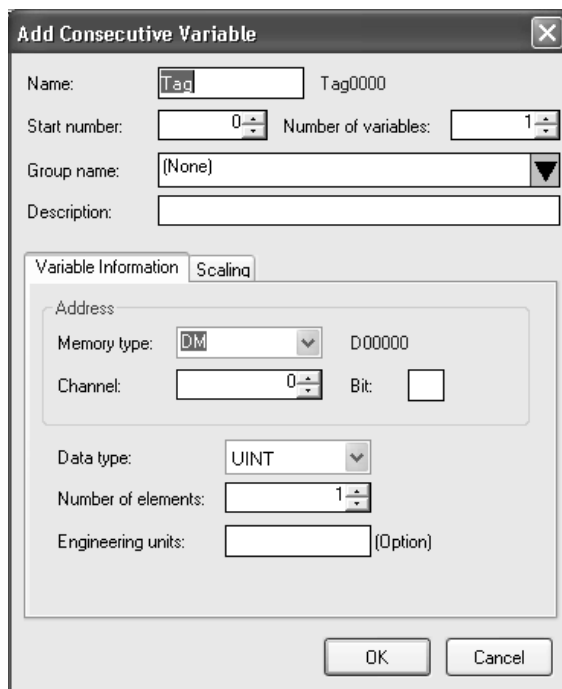 Add Consecutive Variable
Name: Tag Tag0000
Start number: 0 Number of variables: 1
Group name: (None)
Description:
Variable Information Scaling
Address
Memory type: DM D00000
Channel: 0 Bit:
Data type: UINT
Number of elements: 1
Engineering units: (Option)
OK Cancel